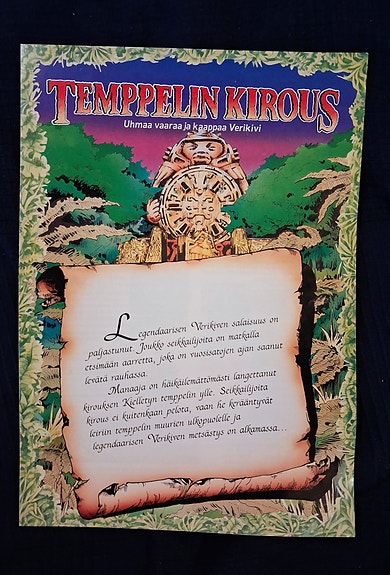 TEMPPELIN KIROUS
Uhmaa vaaraa ja kaappaa Verikivi
Legendaarisen Verikiven salaisuus on
paljastunut. Joukko seikkailijoita on matkalla
etsimään aarretta, joka on vuosisatojen ajan saanut
levätä rauhassa.
Manaaja on häikäilemättömästi langettanut
kirouksen Kielletyn temppelin ylle. Seikkailijoita
kirous ei kuitenkaan pelota, vaan he kerääntyvät
leiriin temppelin muurien ulkopuolelle ja
legendaarisen Verikiven metsästys on alkamassa...